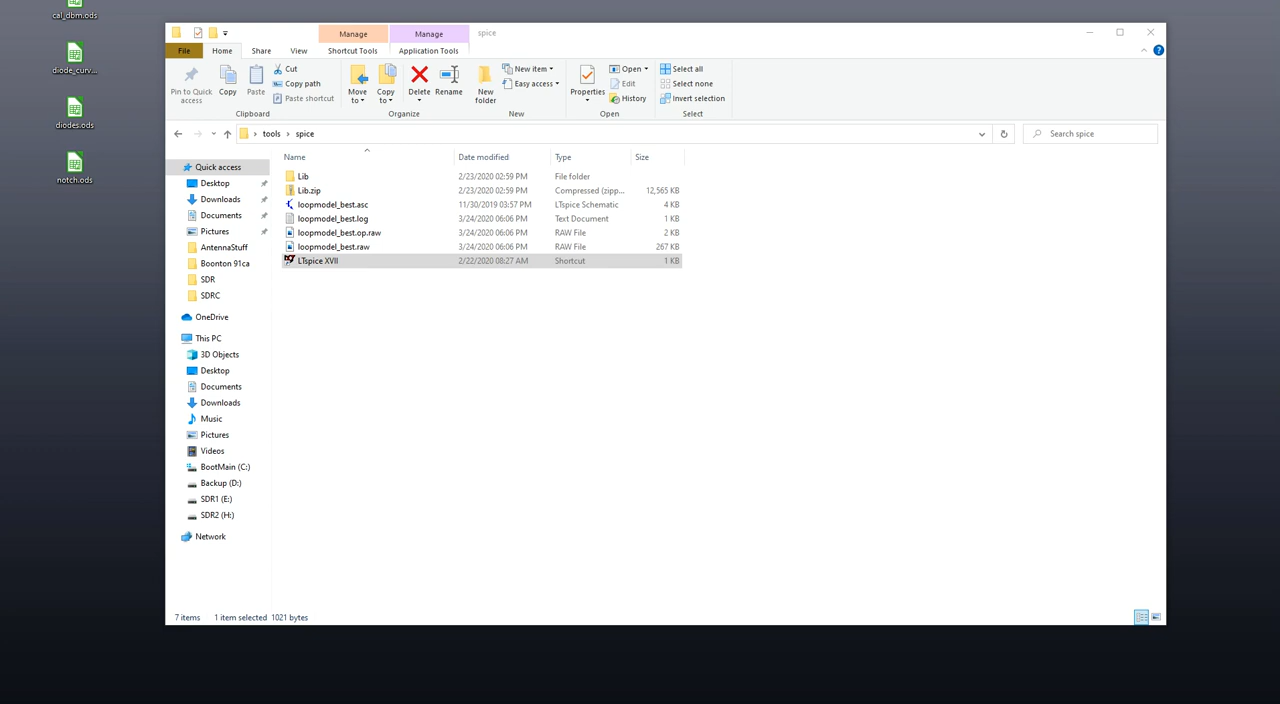 cal_dbm.ods
diode_curv...
diodes.ods
notch.ods
Manage
Manage
spice
File
Home
Share
View
Shortcut Tools
Application Tools
Pin to Quick access
Copy
Paste
Cut
Copy path
Paste shortcut
Clipboard
Move to
Copy to
Delete
Rename
Organize
New folder
New item
Easy access
New
Properties
Open
Edit
History
Open
Select all
Select none
Invert selection
Select
tools > spice
Search spice
Name Date modified Type Size
Lib 2/23/2020 02:59 PM File folder
Lib.zip 2/23/2020 02:59 PM Compressed (zipp... 12,565 KB
loopmodel_best.asc 11/30/2019 03:57 PM LTspice Schematic 4 KB
loopmodel_best.log 3/24/2020 06:06 PM Text Document 1 KB
loopmodel_best.op.raw 3/24/2020 06:06 PM RAW File 2 KB
loopmodel_best.raw 3/24/2020 06:06 PM RAW File 267 KB
LTspice XVII 2/22/2020 08:27 AM Shortcut 1 KB
Quick access
Desktop
Downloads
Documents
Pictures
AntennaStuff
Boonton 91ca
SDR
SDRC
OneDrive
This PC
3D Objects
Desktop
Documents
Downloads
Music
Pictures
Videos
BootMain (C:)
Backup (D:)
SDR1 (E:)
SDR2 (H:)
Network
7 items 1 item selected 1021 bytes